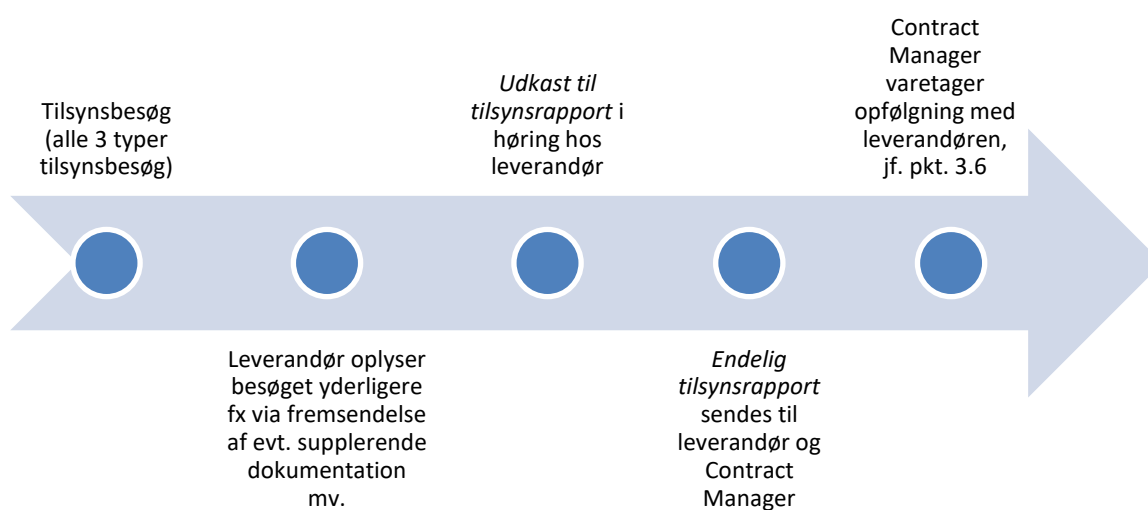 Tilsynsbesøg
(alle 3 typer
tilsynsbesøg)
Leverandør oplyser
besøget yderligere
fx via fremsendelse
af evt. supplerende
dokumentation
mv.
Udkast til
tilsynsrapport i
høring hos
leverandør
Endelig
tilsynsrapport
sendes til
leverandør og
Contract
Manager
Contract
Manager
varetager
opfølgning med
leverandøren,
jf. pkt. 3.6